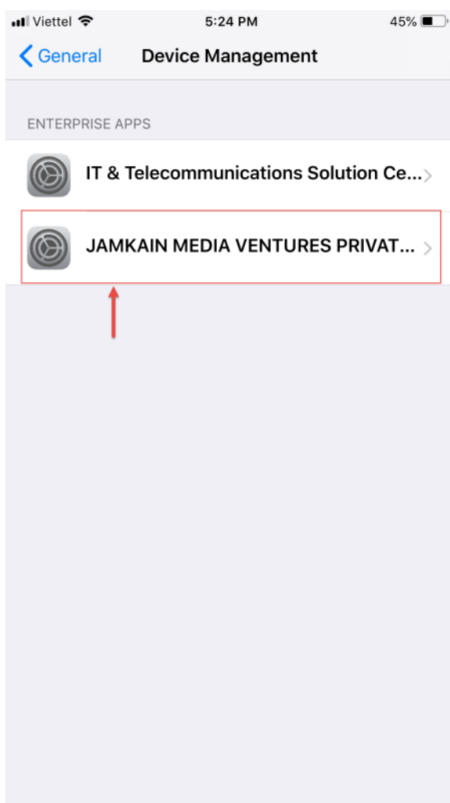 Viettel 5:24 PM 45%
General Device Management
ENTERPRISE APPS
IT & Telecommunications Solution Ce...
JAMKAIN MEDIA VENTURES PRIVAT...